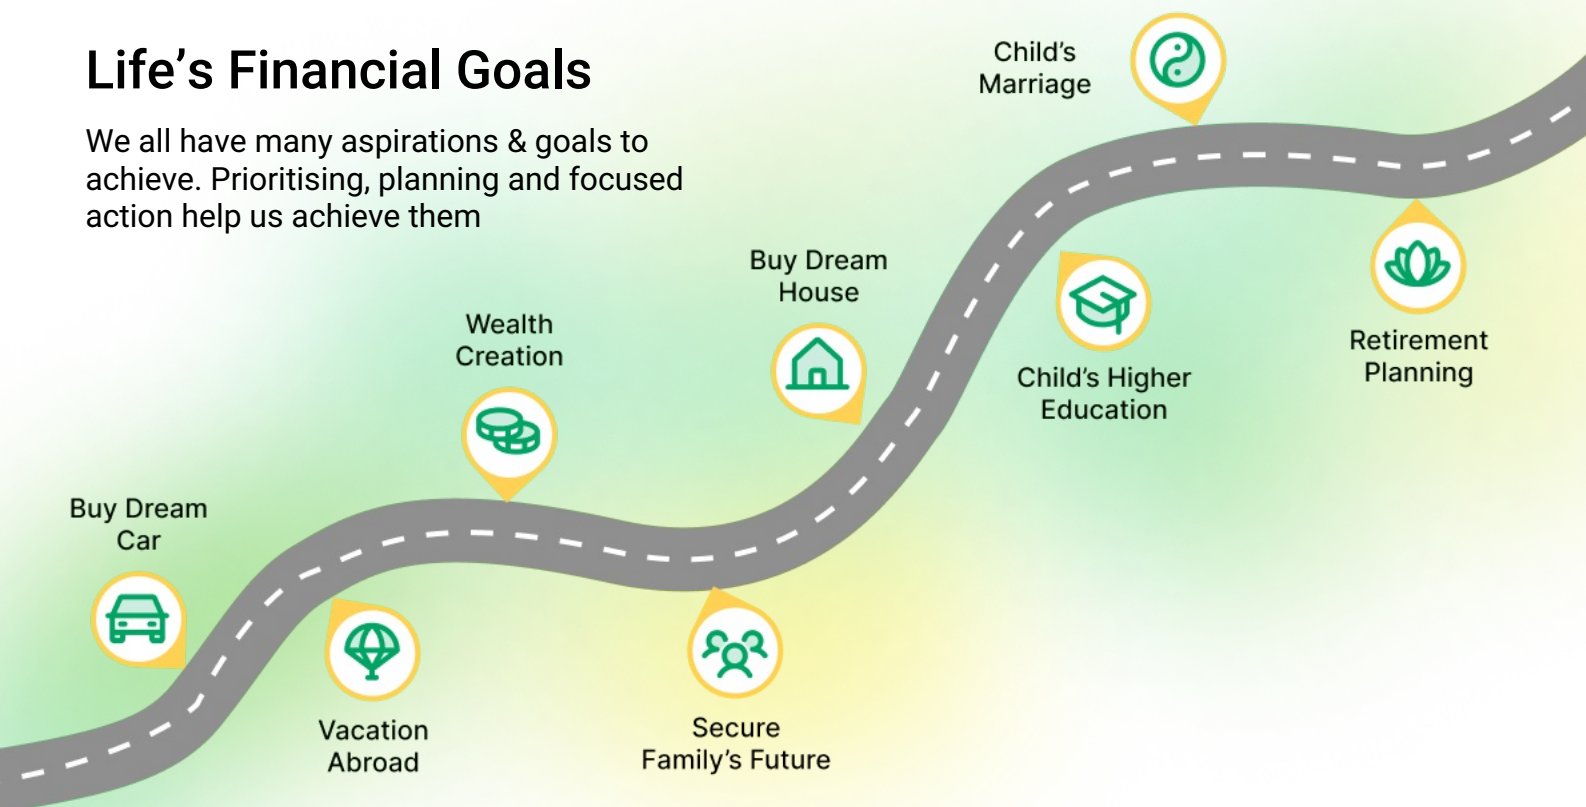 Life’s Financial Goals
We all have many aspirations & goals to
achieve. Prioritising, planning and focused
action help us achieve them
Buy Dream
Car
Vacation
Abroad
Wealth
Creation
Secure
Family’s Future
Buy Dream
House
Child’s Higher
Education
Child’s
Marriage
Retirement
Planning